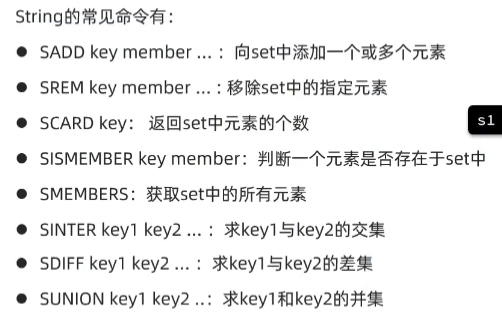 String的常见命令有：
● SADD key member ... ：向set中添加一个或多个元素
● SREM key member ... : 移除set中的指定元素
● SCARD key： 返回set中元素的个数
s1
● SISMEMBER key member：判断一个元素是否存在于set中
● SMEMBERS：获取set中的所有元素
● SINTER key1 key2 ... ：求key1与key2的交集
● SDIFF key1 key2 ... ：求key1与key2的差集
● SUNION key1 key2 ..：求key1和key2的并集